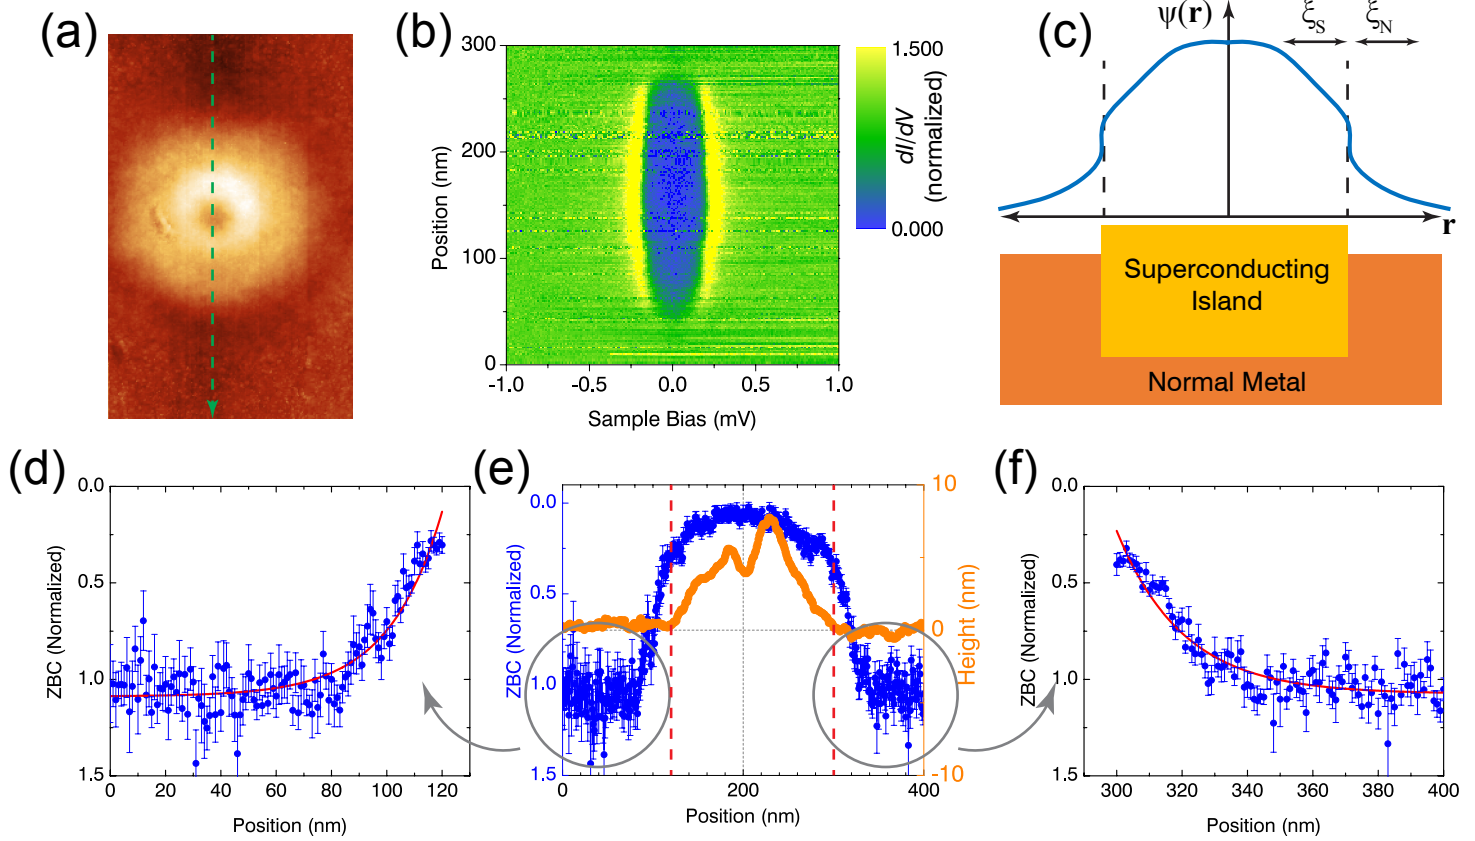 (a)
(b)
300
200
100
0
Position (nm)
-1.0
-0.5
0.0
0.5
1.0
Sample Bias (mV)
1.500
0.000
dI/dV
(normalized)
(c)
ψ(r)
ξS
ξN
r
Superconducting
Island
Normal Metal
(d)
0.0
0.5
1.0
1.5
ZBC (Normalized)
0
20
40
60
80
100
120
Position (nm)
(e)
0.0
0.5
1.0
1.5
ZBC (Normalized)
10
0
-10
Height (nm)
0
200
400
Position (nm)
(f)
0.0
0.5
1.0
1.5
ZBC (Normalized)
300
320
340
360
380
400
Position (nm)